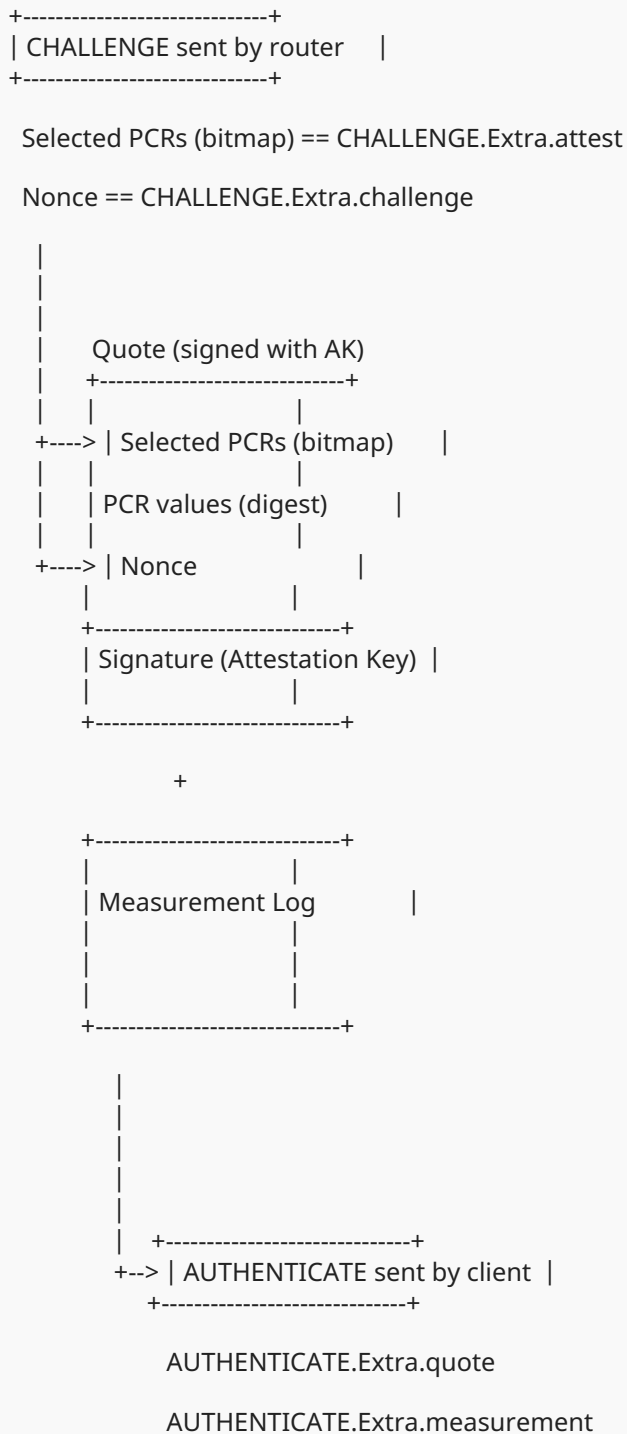 +------------------------------+
| CHALLENGE sent by router |
+------------------------------+
Selected PCRs (bitmap) == CHALLENGE.Extra.attest
Nonce == CHALLENGE.Extra.challenge
|
|
|
| Quote (signed with AK)
| +------------------------------+
| | |
+----> | Selected PCRs (bitmap) |
| | |
| | PCR values (digest) |
| | |
+----> | Nonce |
| |
+------------------------------+
| Signature (Attestation Key) |
| |
+------------------------------+
+
+------------------------------+
| |
| Measurement Log |
| |
| |
| |
+------------------------------+
|
|
|
|
|
| +------------------------------+
+--> | AUTHENTICATE sent by client |
+------------------------------+
AUTHENTICATE.Extra.quote
AUTHENTICATE.Extra.measurement